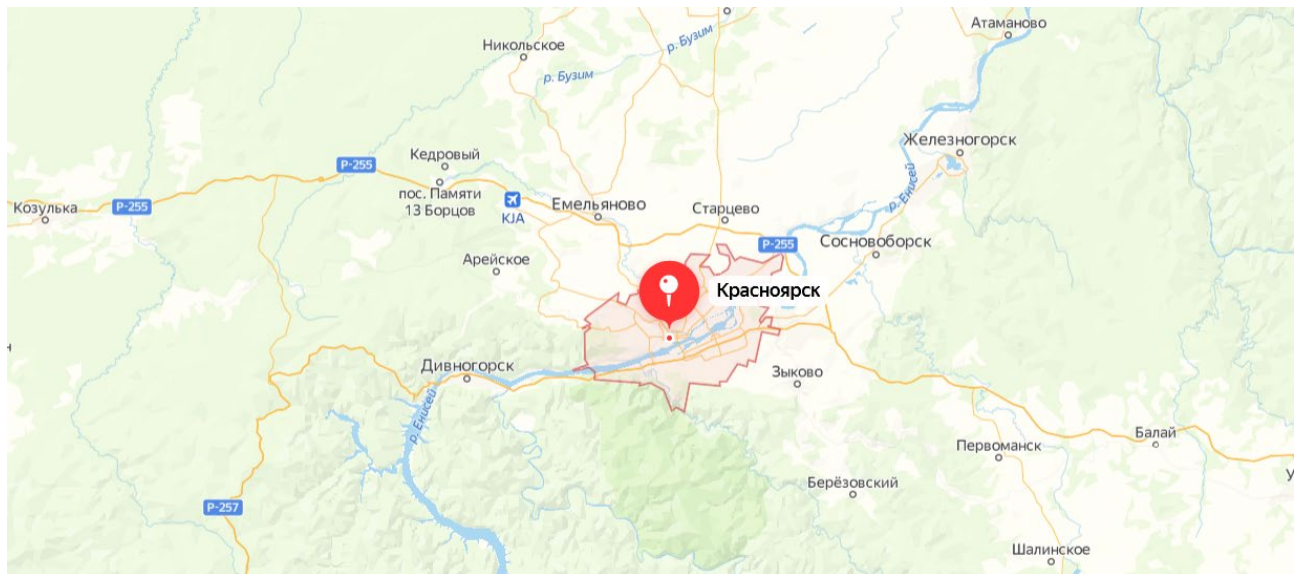 Атаманово
Никольское
р. Бузим
р. Бузим
Железногорск
Кедровый
Р-255
пос. Памяти
13 Борцов
KJA
Емельяново
Старцево
р. Енисей
Козулька
Р-255
Р-255
Сосновоборск
Арейское
Красноярск
н
Дивногорск
Зыково
р. Енисей
Балай
Первоманск
У
Берёзовский
Р-257
Шалинское